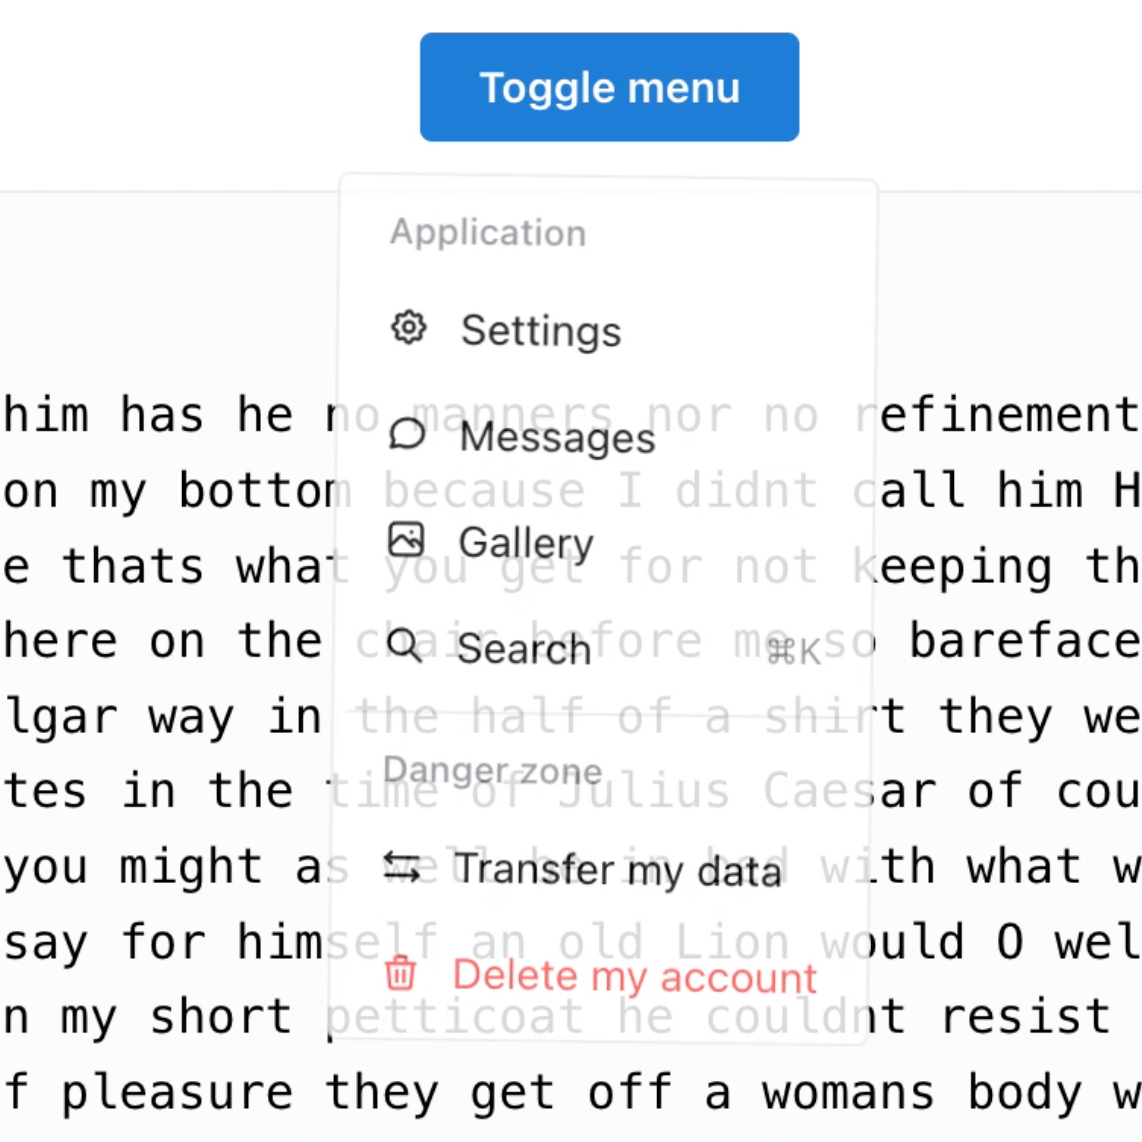 Toggle menu
Application
Settings
him has he no manners nor no refinement
Messages
on my bottom because I didnt call him H
Gallery
e thats what you get for not keeping th
here on the chair before me so bareface
Search ⌘K
lgar way in the half of a shirt they we
Danger zone
tes in the time of Julius Caesar of cou
you might as well be in bed with what w
Transfer my data
say for himself an old Lion would O wel
Delete my account
n my short petticoat he couldnt resist
f pleasure they get off a womans body w